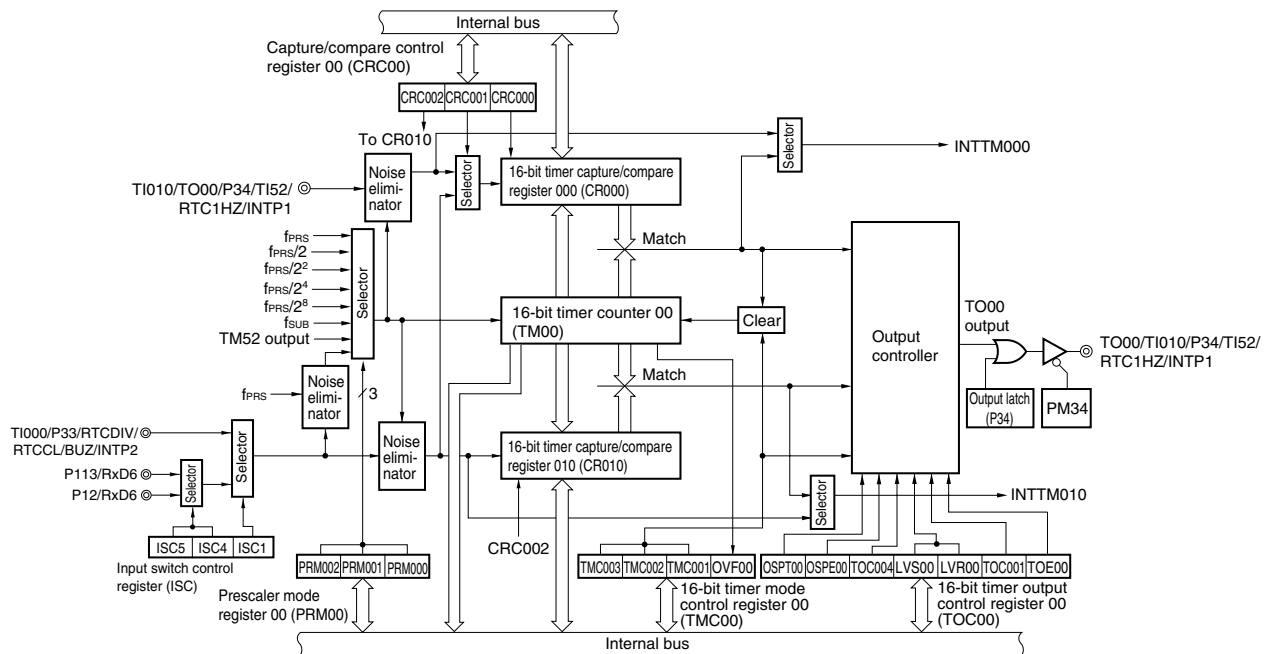 Internal bus
Capture/compare control
register 00 (CRC00)
CRC002 CRC001 CRC000
To CR010
Selector
INTTM000
Noise
elimi-
nator
Selector
16-bit timer capture/compare
register 000 (CR000)
TI010/TO00/P34/TI52/
RTC1HZ/INTP1
Match
fPRS
fPRS/2
fPRS/2²
fPRS/2⁴
fPRS/2⁸
fSUB
TM52 output
Selector
16-bit timer counter 00
(TM00)
Clear
Output
controller
TO00
output
TO00/TI010/P34/TI52/
RTC1HZ/INTP1
Output latch
(P34)
PM34
fPRS
Noise
elimi-
nator
3
Match
TI000/P33/RTCDIV/
RTCCL/BUZ/INTP2
Selector
Noise
elimi-
nator
16-bit timer capture/compare
register 010 (CR010)
P113/RxD6
P12/RxD6
Selector
Selector
INTTM010
CRC002
ISC5 ISC4 ISC1
Input switch control
register (ISC)
PRM002 PRM001 PRM000
Prescaler mode
register 00 (PRM00)
TMC003 TMC002 TMC001 OVF00
16-bit timer mode
control register 00
(TMC00)
OSPT00 OSPE00 TOC004 LVS00 LVR00 TOC001 TOE00
16-bit timer output
control register 00
(TOC00)
Internal bus